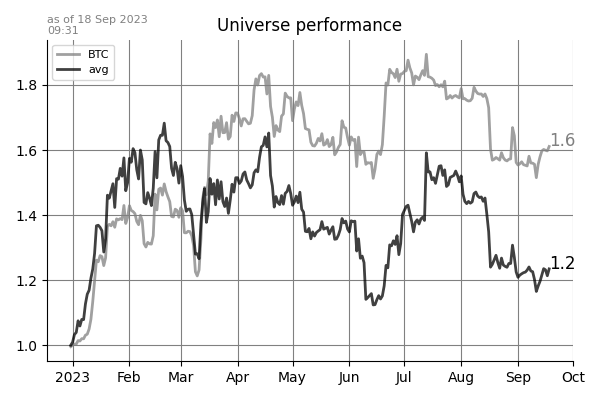 as of 18 Sep 2023
09:31
Universe performance
BTC
avg
1.8
1.6
1.4
1.2
1.0
1.6
1.2
2023 Feb Mar Apr May Jun Jul Aug Sep Oct